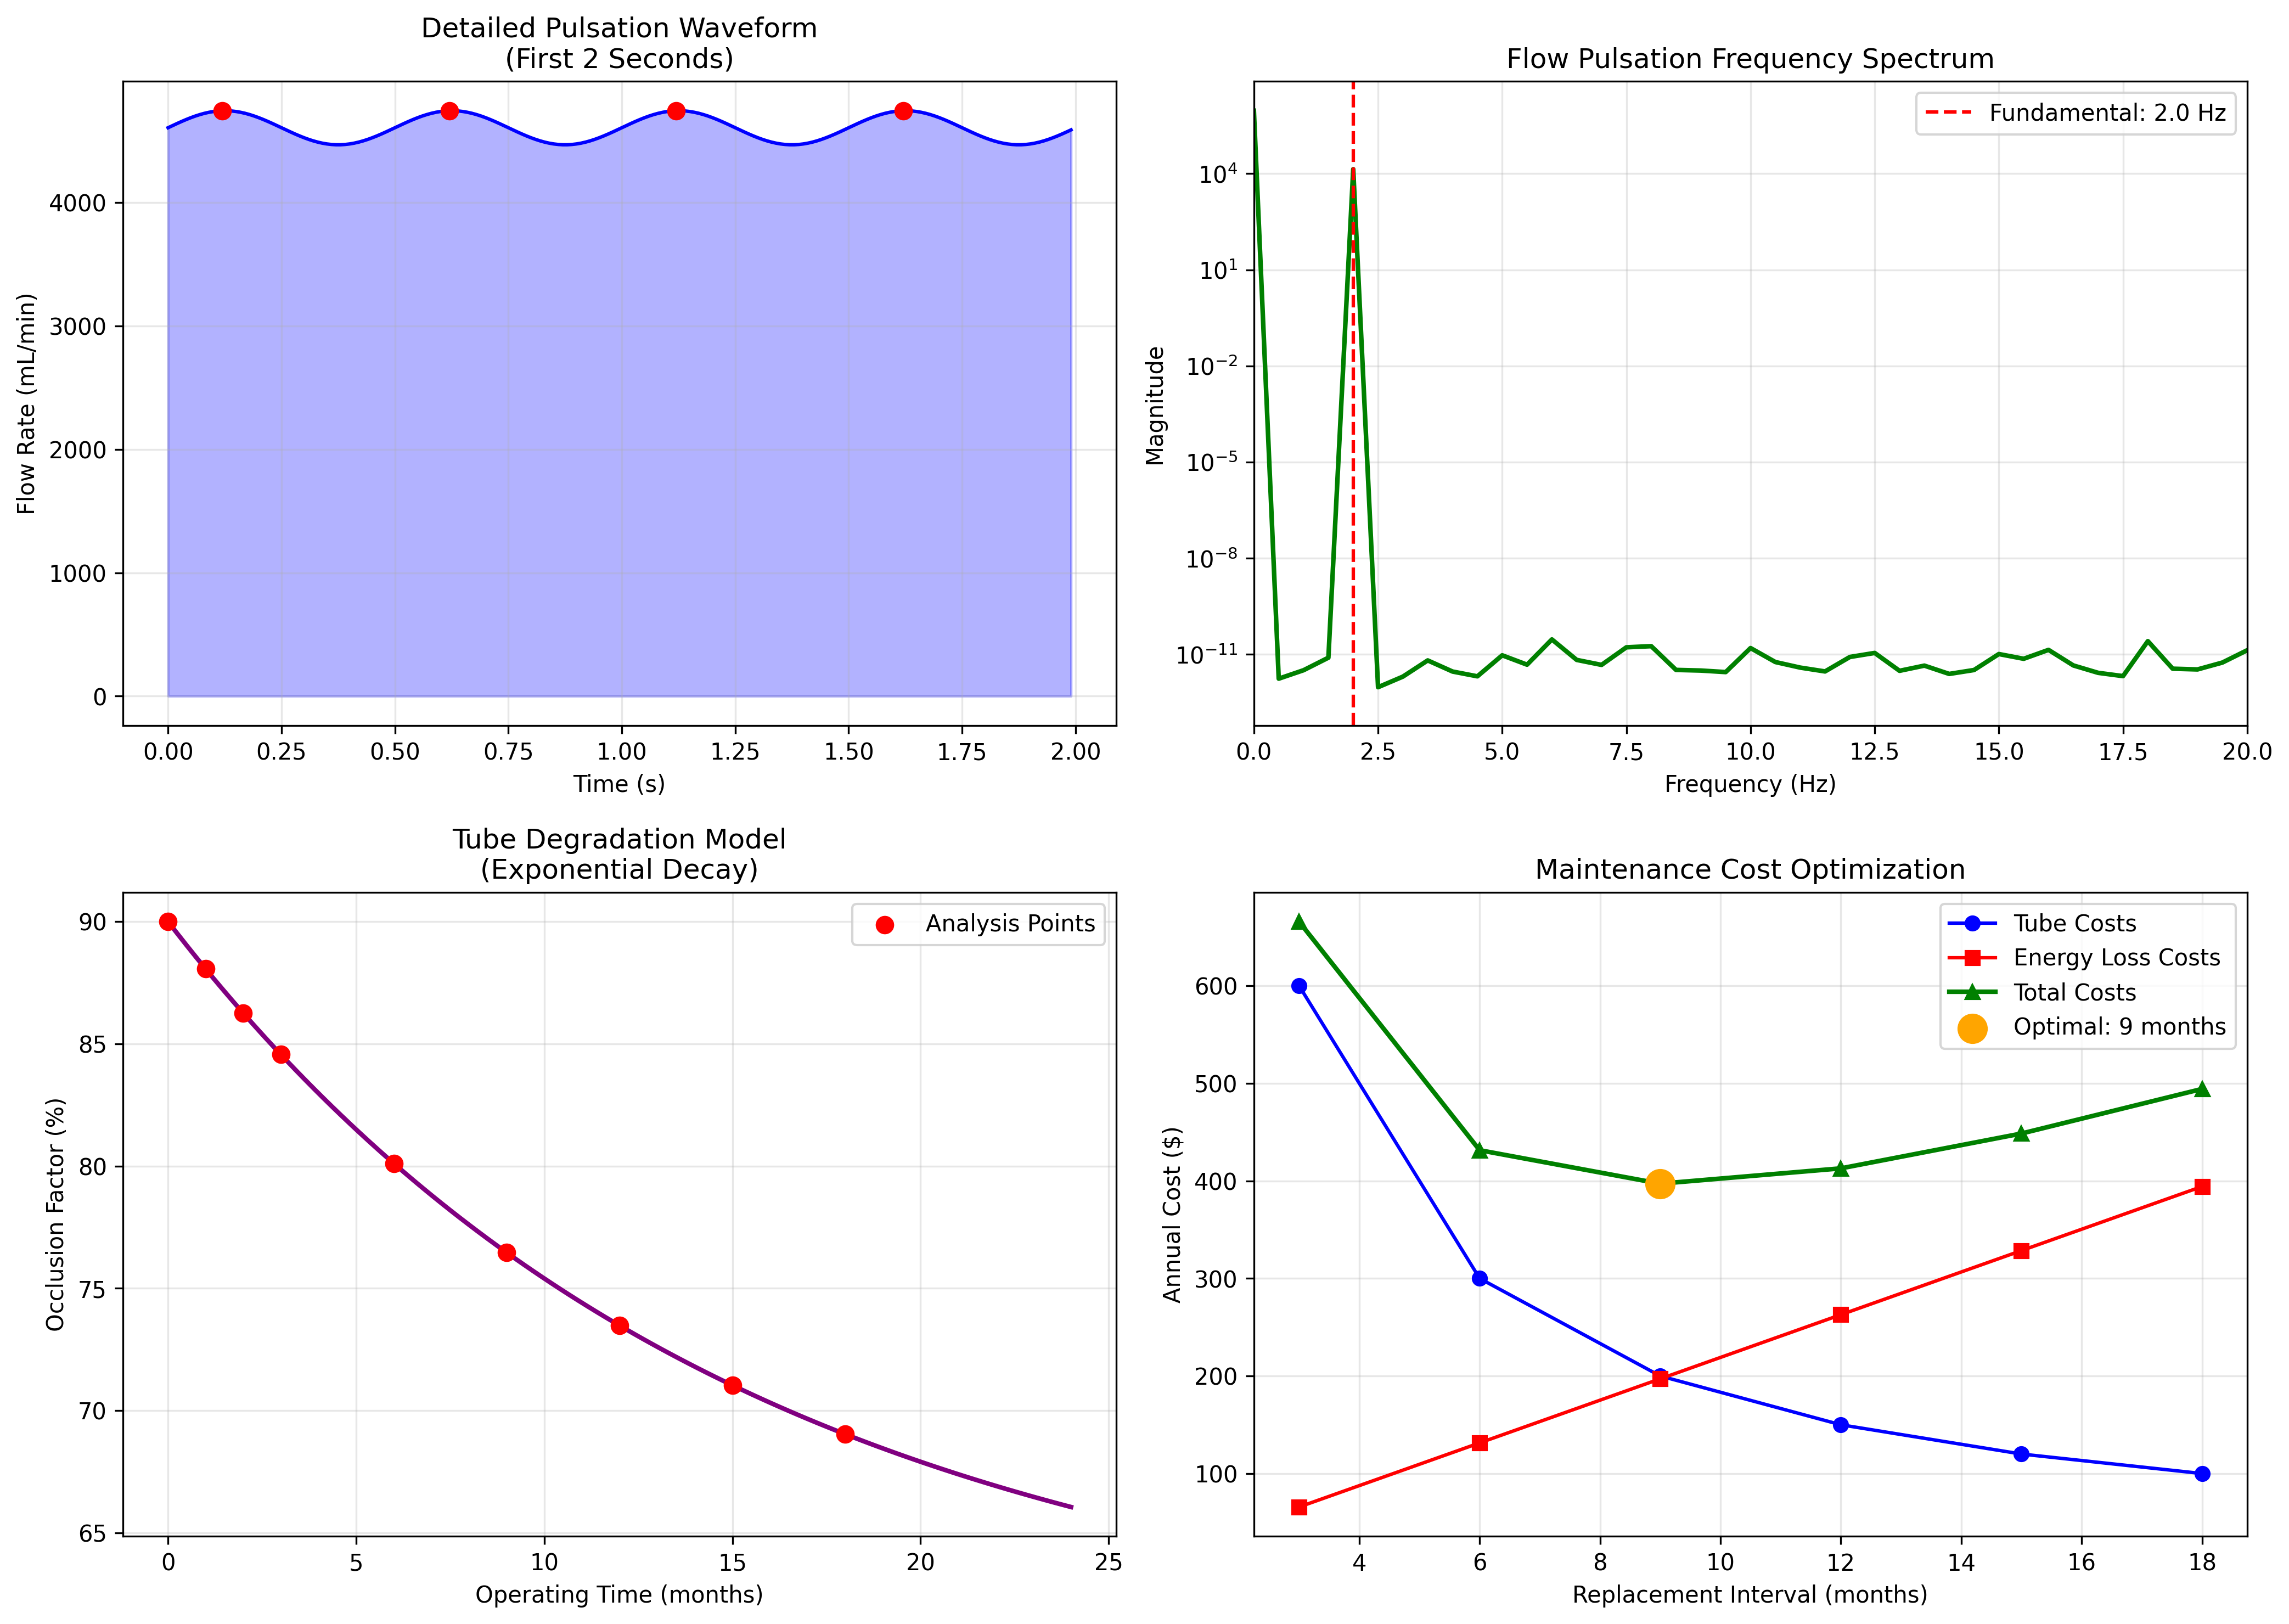 Detailed Pulsation Waveform
(First 2 Seconds)
Flow Rate (mL/min)
4000
3000
2000
1000
0
0.00 0.25 0.50 0.75 1.00 1.25 1.50 1.75 2.00
Time (s)
Flow Pulsation Frequency Spectrum
Fundamental: 2.0 Hz
Magnitude
10⁴
10¹
10⁻²
10⁻⁵
10⁻⁸
10⁻¹¹
0.0 2.5 5.0 7.5 10.0 12.5 15.0 17.5 20.0
Frequency (Hz)
Tube Degradation Model
(Exponential Decay)
Analysis Points
Occlusion Factor (%)
90
85
80
75
70
65
0 5 10 15 20 25
Operating Time (months)
Maintenance Cost Optimization
Tube Costs
Energy Loss Costs
Total Costs
Optimal: 9 months
Annual Cost ($)
600
500
400
300
200
100
4 6 8 10 12 14 16 18
Replacement Interval (months)